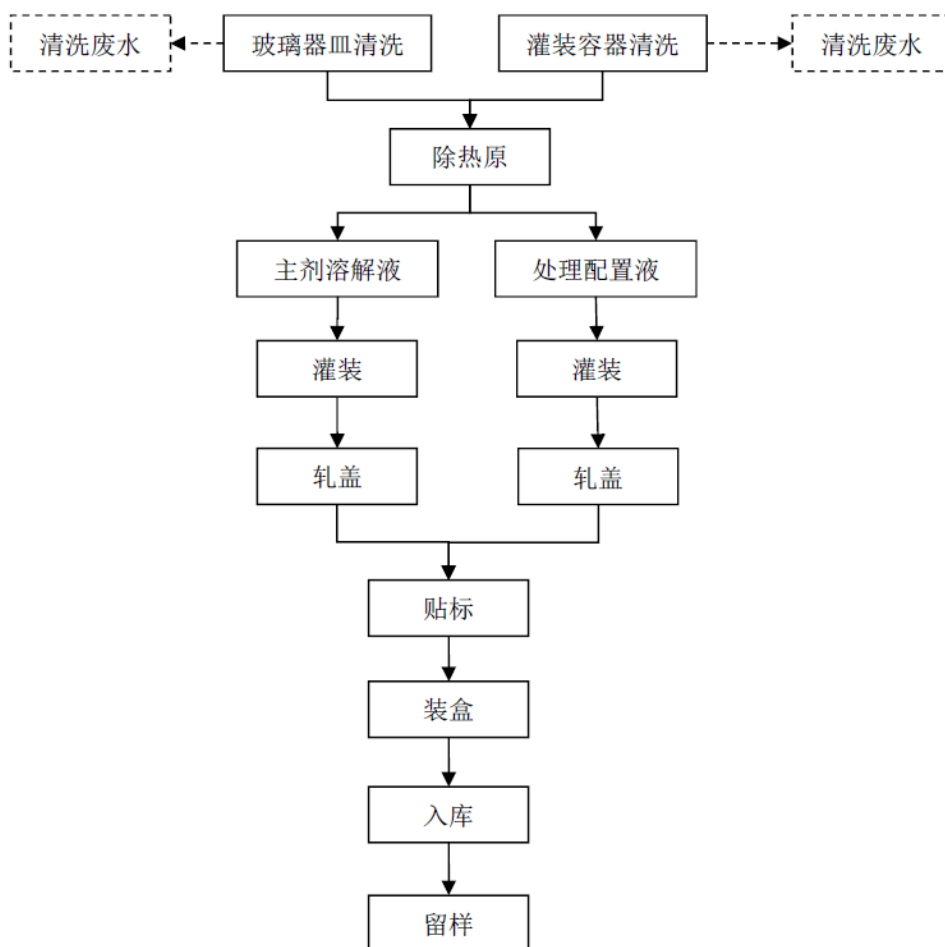 清洗废水
玻璃器皿清洗
灌装容器清洗
清洗废水
除热原
主剂溶解液
处理配置液
灌装
灌装
轧盖
轧盖
贴标
装盒
入库
留样